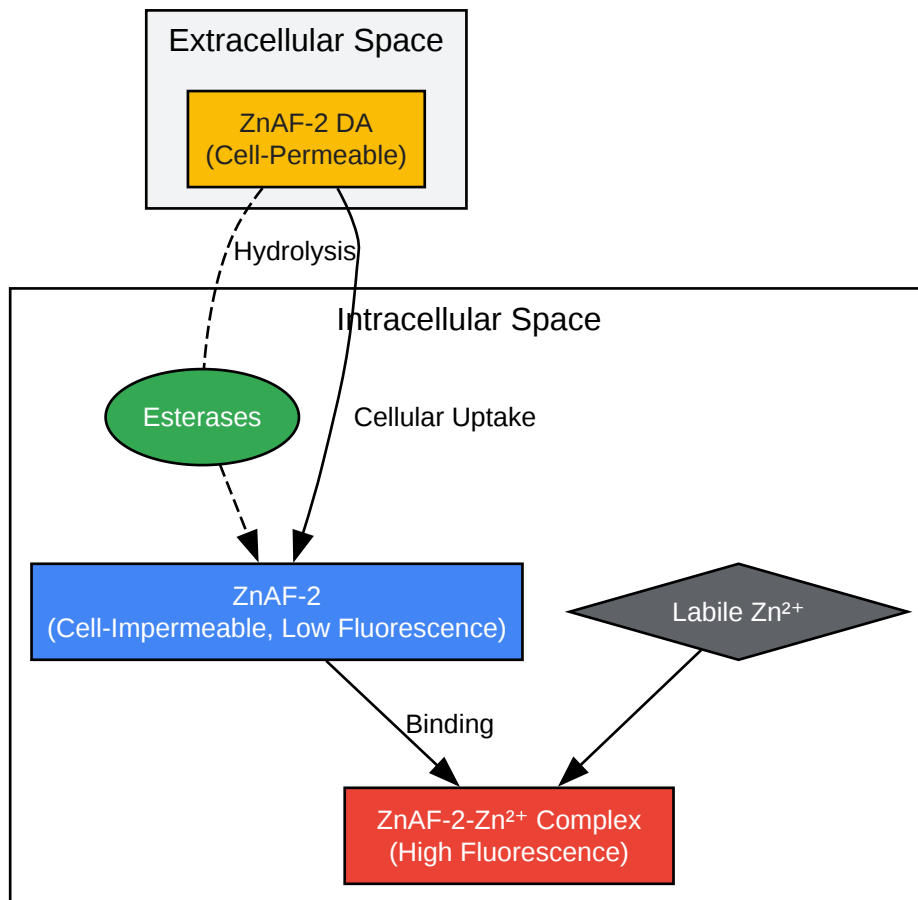 Extracellular Space
ZnAF-2 DA
(Cell-Permeable)
Hydrolysis
Intracellular Space
Esterases
Cellular Uptake
ZnAF-2
(Cell-Impermeable, Low Fluorescence)
Labile Zn²⁺
Binding
ZnAF-2-Zn²⁺ Complex
(High Fluorescence)